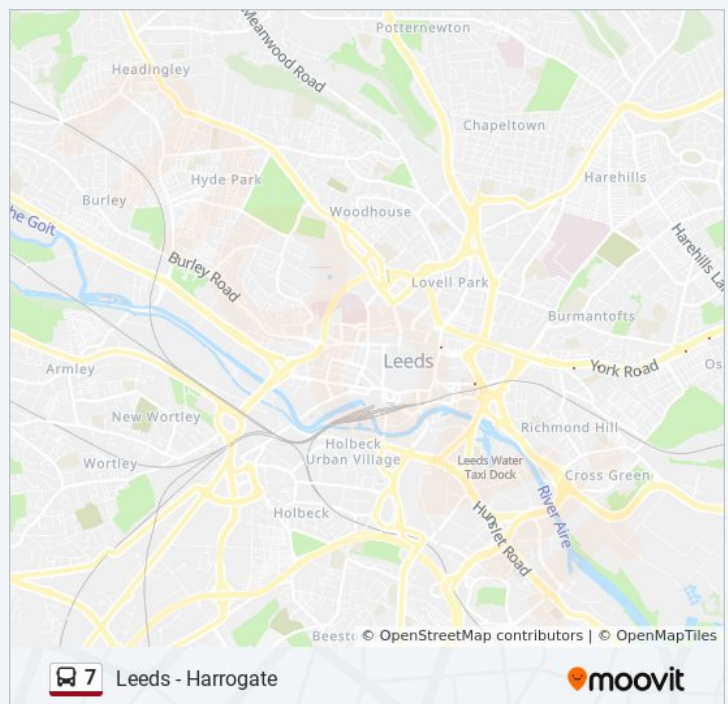 Meanwood Road
Potternewton
Headingley
Chapeltown
Hyde Park
Harehills
Burley
Woodhouse
he Goit
Harehills La
Burley Road
Lovell Park
Burmantofts
Leeds
York Road
Os
Armley
New Wortley
Richmond Hill
Holbeck
Urban Village
Leeds Water
Taxi Dock
Wortley
Cross Green
River Aire
Holbeck
Hunslet Road
Beesto
© OpenStreetMap contributors | © OpenMapTiles
7 Leeds - Harrogate
moovit